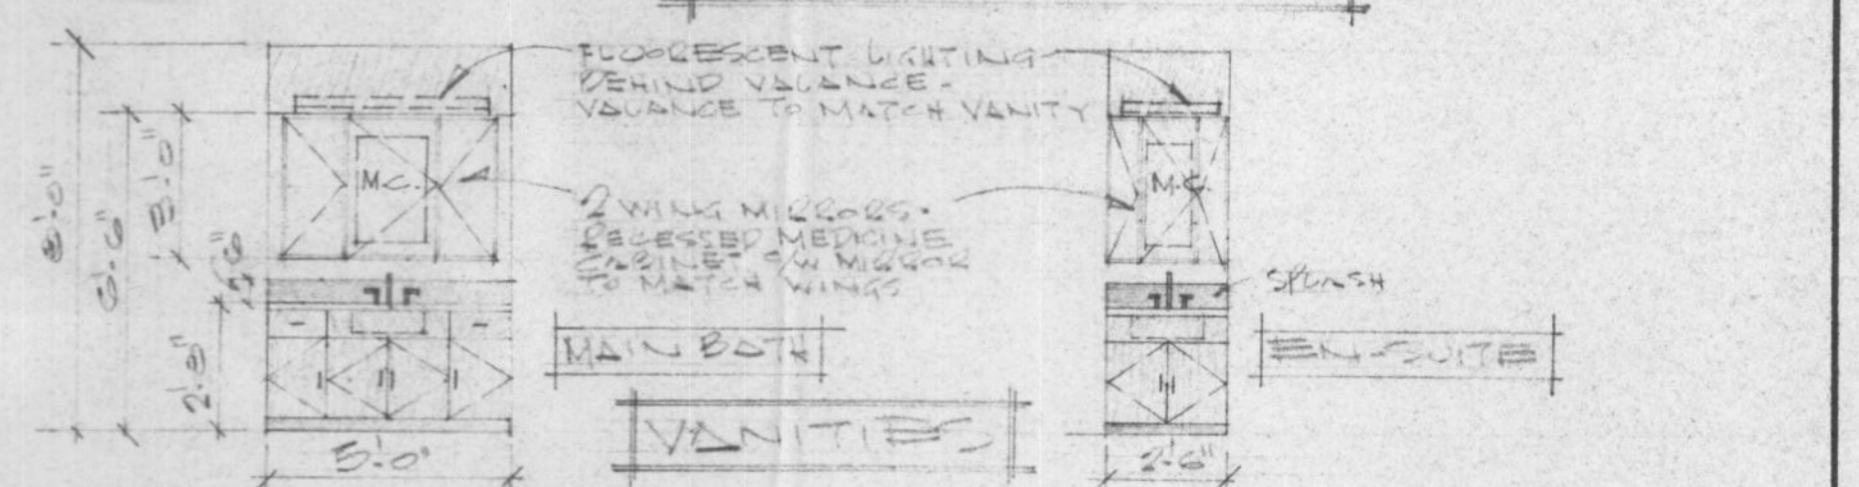 FLUORESCENT LIGHTING
BEHIND VALANCE -
VALANCE TO MATCH VANITY
8'-0"
6'-6"
3'-0"
M.C.
M.C.
2 WING MIRRORS.
RECESSED MEDICINE
CABINET C/W MIRROR
TO MATCH WINGS
SPLASH
2'-8"
MAIN BATH
EN-SUITE
VANITIES
5'-0"
2'-6"